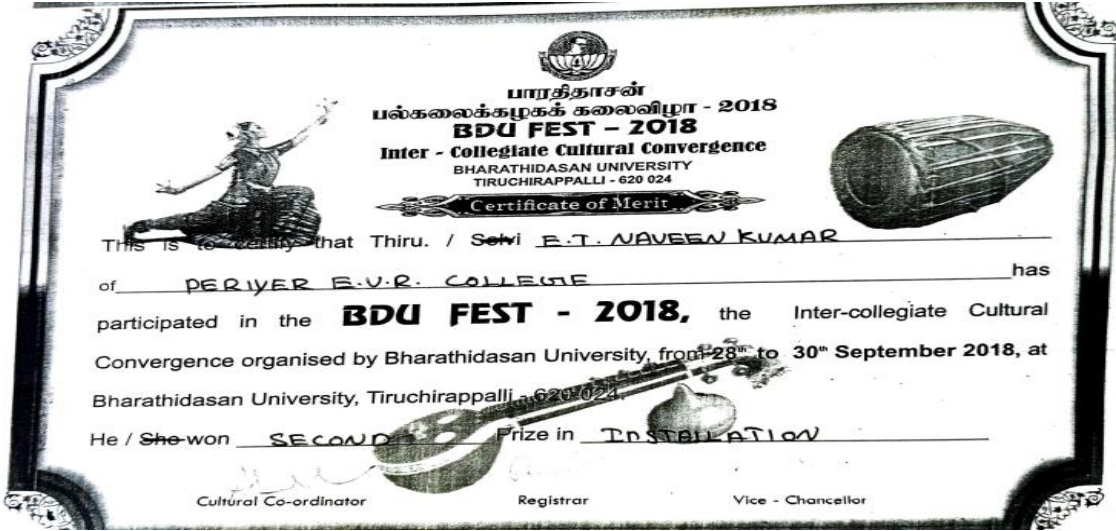 பாரதிதாசன்
பல்கலைக்கழகக் கலைவிழா - 2018
BDU FEST – 2018
Inter - Collegiate Cultural Convergence
BHARATHIDASAN UNIVERSITY
TIRUCHIRAPPALLI - 620 024
Certificate of Merit
This is to certify that Thiru. / Selvi E.T. NAVEEN KUMAR
of PERIYER E.V.R. COLLEGE has
participated in the BDU FEST - 2018, the Inter-collegiate Cultural
Convergence organised by Bharathidasan University, from 28th to 30th September 2018, at
Bharathidasan University, Tiruchirappalli - 620 024.
He / She won SECOND Prize in INSTALLATION
Cultural Co-ordinator Registrar Vice - Chancellor